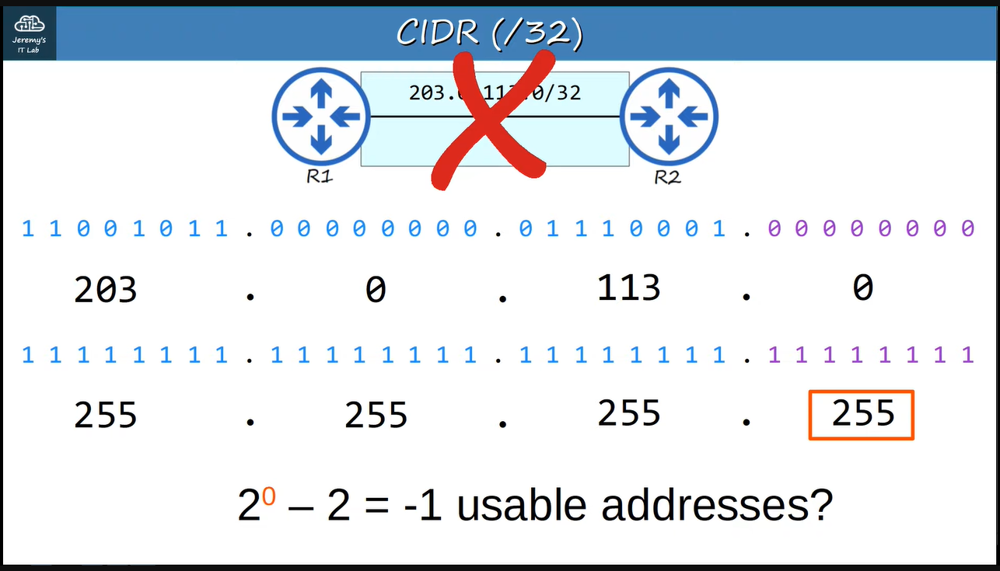 Jeremy's
IT Lab
CIDR (/32)
203.0.113.0/32
R1
R2
1 1 0 0 1 0 1 1 . 0 0 0 0 0 0 0 0 . 0 1 1 1 0 0 0 1 . 0 0 0 0 0 0 0 0
203 . 0 . 113 . 0
1 1 1 1 1 1 1 1 . 1 1 1 1 1 1 1 1 . 1 1 1 1 1 1 1 1 . 1 1 1 1 1 1 1 1
255 . 255 . 255 . 255
2⁰ – 2 = -1 usable addresses?